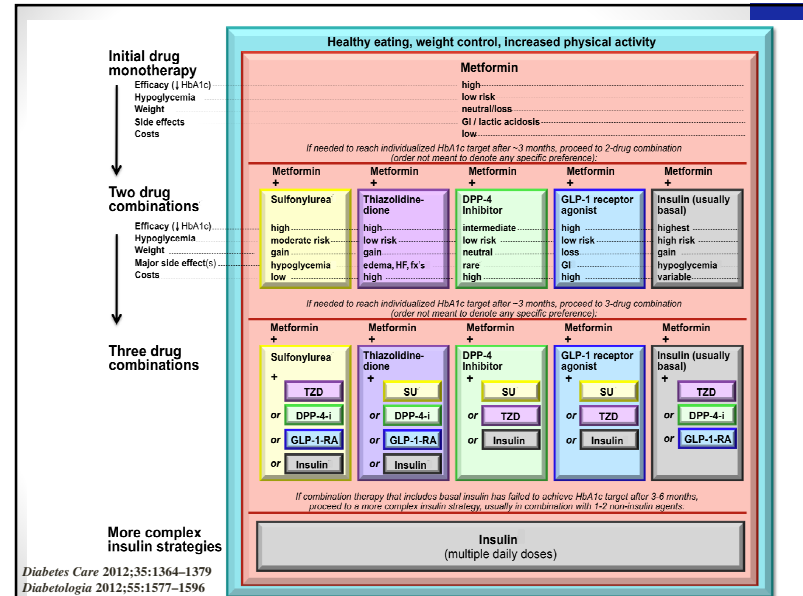 Healthy eating, weight control, increased physical activity
Initial drug
monotherapy
Metformin
Efficacy (↓HbA1c) high
Hypoglycemia low risk
Weight neutral/loss
Side effects GI / lactic acidosis
Costs low
If needed to reach individualized HbA1c target after ~3 months, proceed to 2-drug combination
(order not meant to denote any specific preference):
Two drug
combinations
Metformin Metformin Metformin Metformin Metformin
+ + + + +
Sulfonylurea Thiazolidine- DPP-4 GLP-1 receptor Insulin (usually
dione Inhibitor agonist basal)
Efficacy (↓HbA1c) high high intermediate high highest
Hypoglycemia moderate risk low risk low risk low risk high risk
Weight gain gain neutral loss gain
Major side effect(s) hypoglycemia edema, HF, fx's rare GI hypoglycemia
Costs low high high high variable
If needed to reach individualized HbA1c target after ~3 months, proceed to 3-drug combination
(order not meant to denote any specific preference):
Three drug
combinations
Metformin Metformin Metformin Metformin Metformin
+ + + + +
Sulfonylurea Thiazolidine- DPP-4 GLP-1 receptor Insulin (usually
dione Inhibitor agonist basal)
+ + + + +
TZD SU SU SU TZD
or DPP-4-i or DPP-4-i or TZD or TZD or DPP-4-i
or GLP-1-RA or GLP-1-RA or Insulin or Insulin or GLP-1-RA
or Insulin or Insulin
If combination therapy that includes basal insulin has failed to achieve HbA1c target after 3-6 months,
proceed to a more complex insulin strategy, usually in combination with 1-2 non-insulin agents.
More complex
insulin strategies
Insulin
(multiple daily doses)
Diabetes Care 2012;35:1364–1379
Diabetologia 2012;55:1577–1596